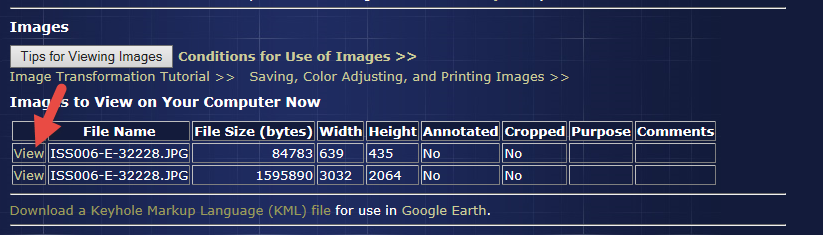 Images
Tips for Viewing Images Conditions for Use of Images >>
Image Transformation Tutorial >> Saving, Color Adjusting, and Printing Images >>
Images to View on Your Computer Now
File Name File Size (bytes) Width Height Annotated Cropped Purpose Comments
View ISS006-E-32228.JPG 84783 639 435 No No
View ISS006-E-32228.JPG 1595890 3032 2064 No No
Download a Keyhole Markup Language (KML) file for use in Google Earth.